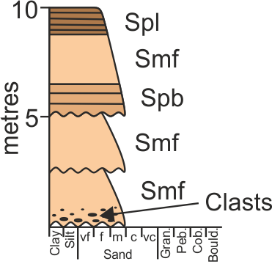 10
Spl
Smf
Spb
5
Smf
Smf
Clasts
metres
Clay
Silt
vf
f
m
c
vc
Gran.
Peb.
Cob.
Bould.
Sand